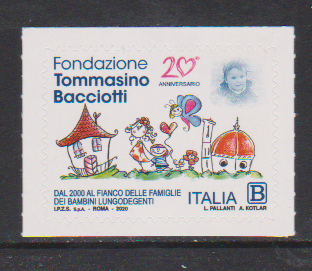 Fondazione
Tommasino
Bacciotti
20
ANNIVERSARIO
DAL 2000 AL FIANCO DELLE FAMIGLIE
DEI BAMBINI LUNGODEGENTI
I.P.Z.S. S.p.A. - ROMA - 2020
ITALIA B
L. PALLANTI A. KOTLAR